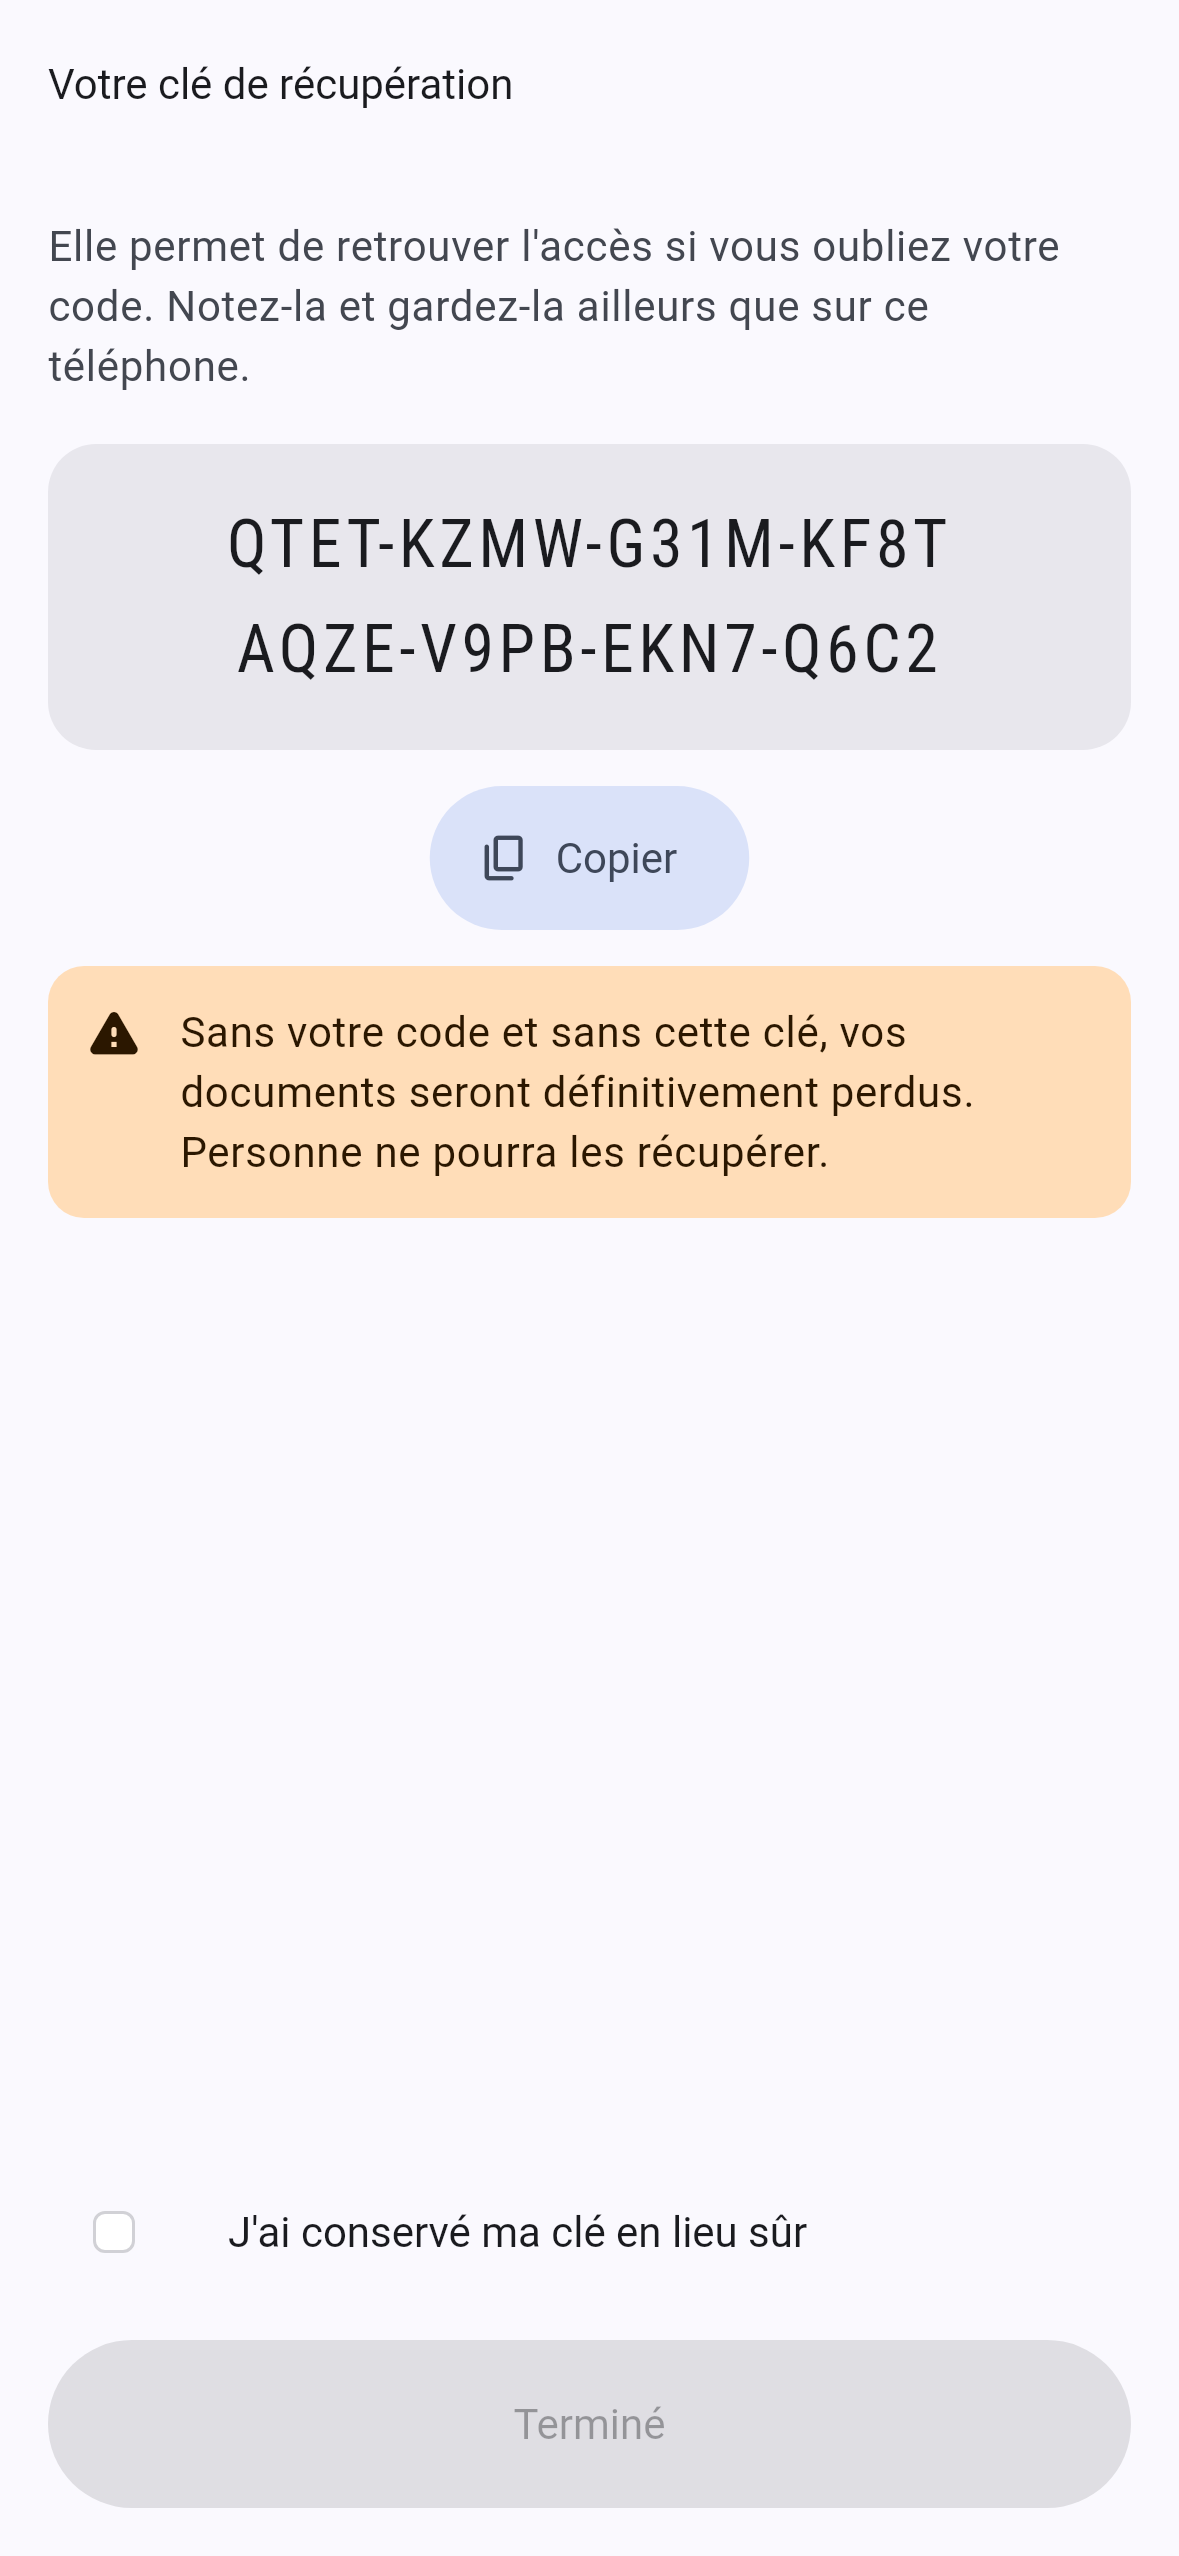 Votre clé de récupération
Elle permet de retrouver l'accès si vous oubliez votre
code. Notez-la et gardez-la ailleurs que sur ce
téléphone.
QTET-KZMW-G31M-KF8T
AQZE-V9PB-EKN7-Q6C2
Copier
Sans votre code et sans cette clé, vos
documents seront définitivement perdus.
Personne ne pourra les récupérer.
J'ai conservé ma clé en lieu sûr
Terminé